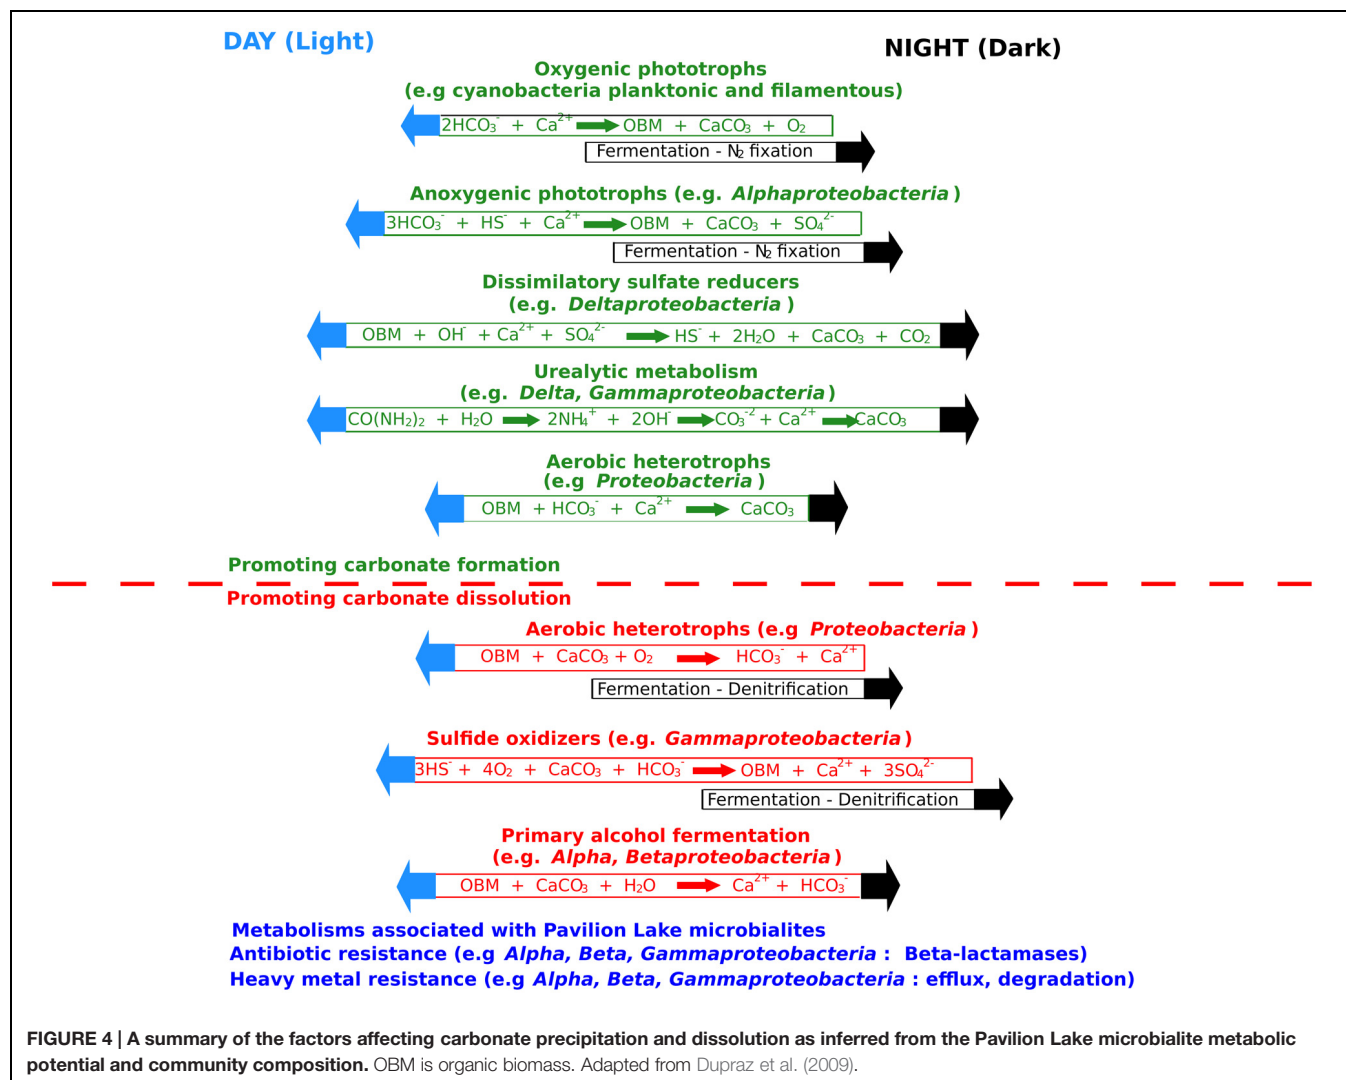 DAY (Light)
NIGHT (Dark)
Oxygenic phototrophs
(e.g cyanobacteria planktonic and filamentous)
2HCO₃⁻ + Ca²⁺ → OBM + CaCO₃ + O₂
Fermentation - N₂ fixation
Anoxygenic phototrophs (e.g. Alphaproteobacteria)
3HCO₃⁻ + HS⁻ + Ca²⁺ → OBM + CaCO₃ + SO₄²⁻
Fermentation - N₂ fixation
Dissimilatory sulfate reducers
(e.g. Deltaproteobacteria)
OBM + OH⁻ + Ca²⁺ + SO₄²⁻ → HS⁻ + 2H₂O + CaCO₃ + CO₂
Urealytic metabolism
(e.g. Delta, Gammaproteobacteria)
CO(NH₂)₂ + H₂O → 2NH₄⁺ + 2OH⁻ → CO₃⁻² + Ca²⁺ → CaCO₃
Aerobic heterotrophs
(e.g Proteobacteria)
OBM + HCO₃⁻ + Ca²⁺ → CaCO₃
Promoting carbonate formation
Promoting carbonate dissolution
Aerobic heterotrophs (e.g Proteobacteria)
OBM + CaCO₃ + O₂ → HCO₃⁻ + Ca²⁺
Fermentation - Denitrification
Sulfide oxidizers (e.g. Gammaproteobacteria)
3HS⁻ + 4O₂ + CaCO₃ + HCO₃⁻ → OBM + Ca²⁺ + 3SO₄²⁻
Fermentation - Denitrification
Primary alcohol fermentation
(e.g. Alpha, Betaproteobacteria)
OBM + CaCO₃ + H₂O → Ca²⁺ + HCO₃⁻
Metabolisms associated with Pavilion Lake microbialites
Antibiotic resistance (e.g Alpha, Beta, Gammaproteobacteria : Beta-lactamases)
Heavy metal resistance (e.g Alpha, Beta, Gammaproteobacteria : efflux, degradation)
FIGURE 4 | A summary of the factors affecting carbonate precipitation and dissolution as inferred from the Pavilion Lake microbialite metabolic
potential and community composition. OBM is organic biomass. Adapted from Dupraz et al. (2009).